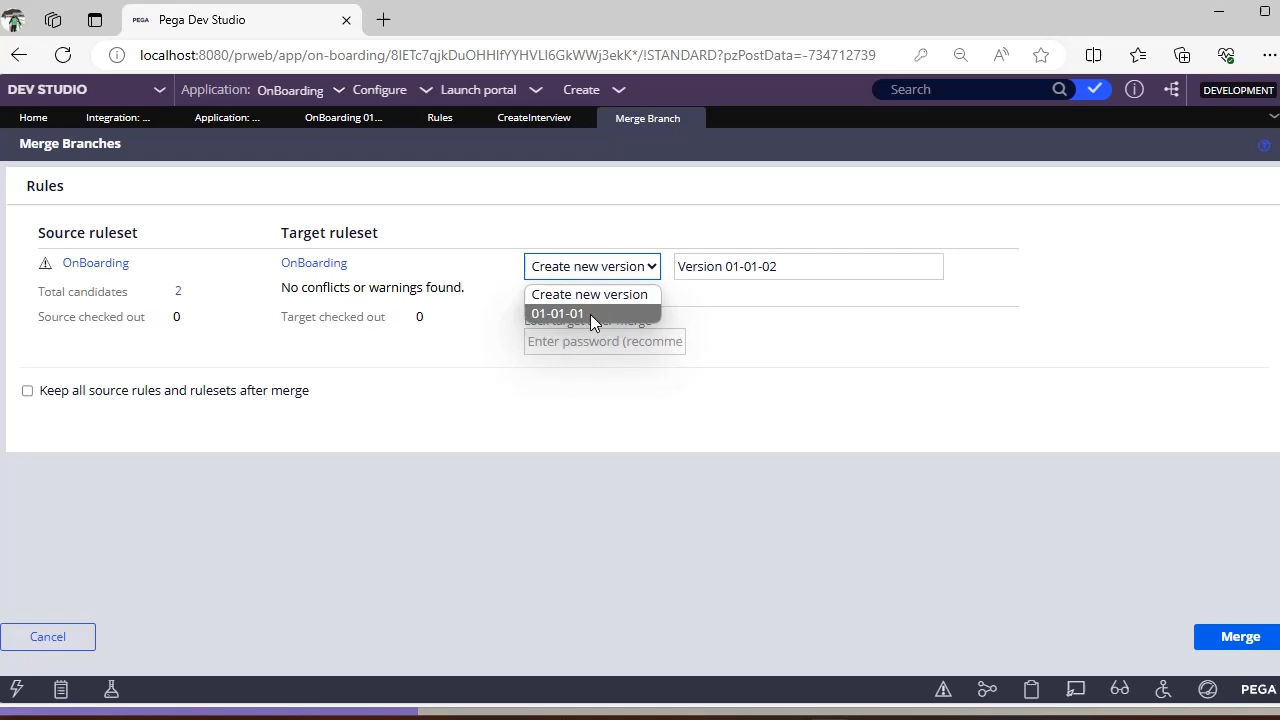 PEGA Pega Dev Studio
localhost:8080/prweb/app/on-boarding/8IETc7qjkDuOHHIfYYHVLI6GkWWj3ekK*/!STANDARD?pzPostData=-734712739
DEV STUDIO Application: OnBoarding Configure Launch portal Create Search DEVELOPMENT
Home Integration: ... Application: ... OnBoarding 01... Rules CreateInterview Merge Branch
Merge Branches
Rules
Source ruleset Target ruleset
OnBoarding OnBoarding Create new version Version 01-01-02
No conflicts or warnings found.
Total candidates 2
Create new version
01-01-01
Source checked out 0 Target checked out 0
Enter password (recomme
Keep all source rules and rulesets after merge
Cancel Merge
PEGA